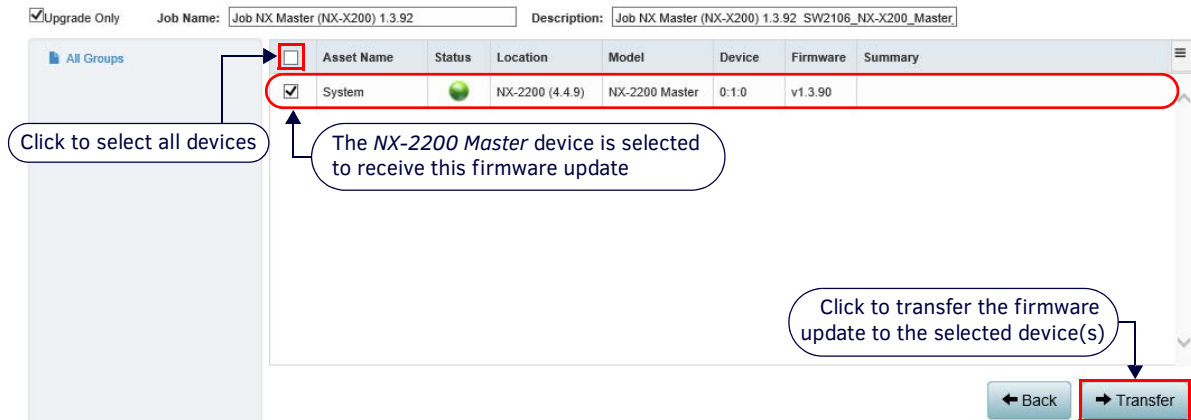 Upgrade Only Job Name: Job NX Master (NX-X200) 1.3.92 Description: Job NX Master (NX-X200) 1.3.92 SW2106_NX-X200_Master_
All Groups
Asset Name Status Location Model Device Firmware Summary
System NX-2200 (4.4.9) NX-2200 Master 0:1:0 v1.3.90
Click to select all devices
The NX-2200 Master device is selected
to receive this firmware update
Click to transfer the firmware
update to the selected device(s)
Back Transfer